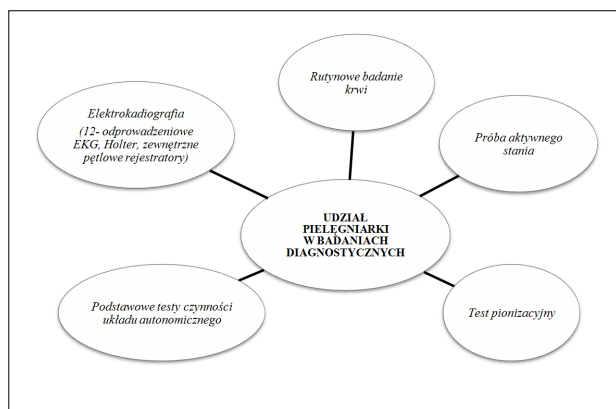 Rutynowe badanie
krwi
Elektrokadiografia
(12- odprowadzeniowe
EKG, Holter, zewnętrzne
pętlowe rejestratory)
Próba aktywnego
stania
UDZIAŁ
PIELĘGNIARKI
W BADANIACH
DIAGNOSTYCZNYCH
Podstawowe testy czynności
układu autonomicznego
Test pionizacyjny